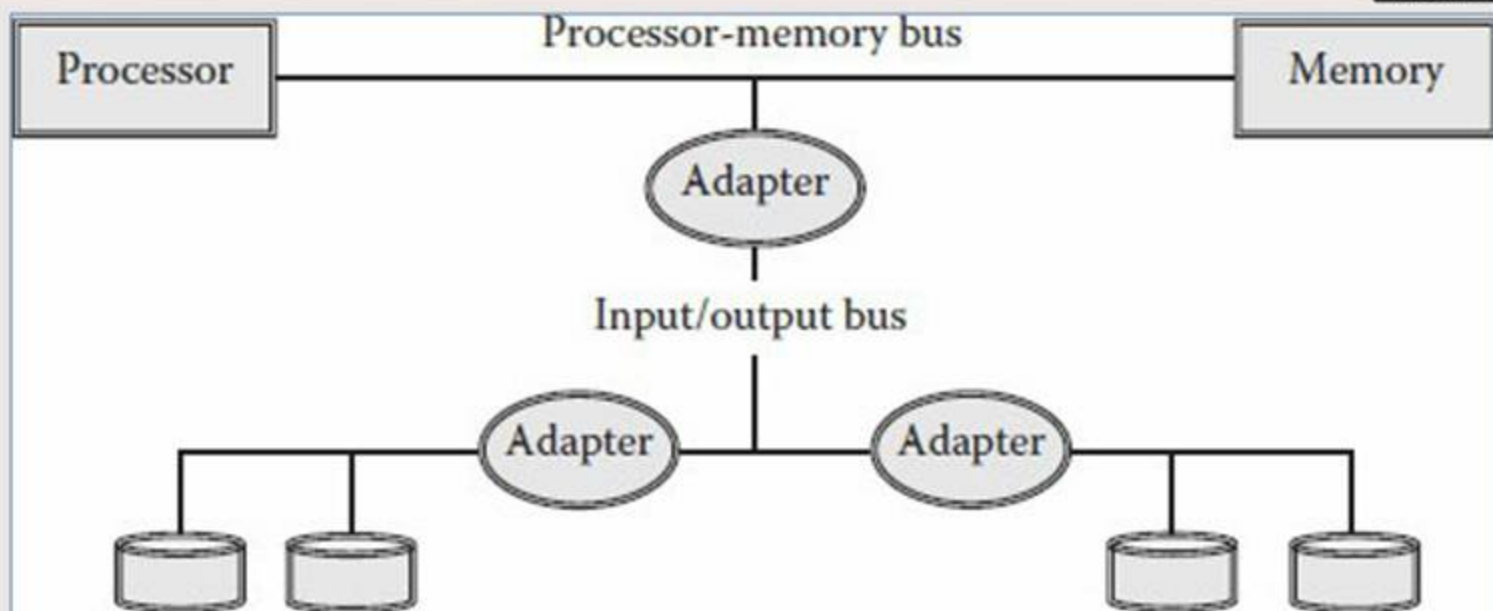 Processor-memory bus
Processor
Memory
Adapter
Input/output bus
Adapter
Adapter